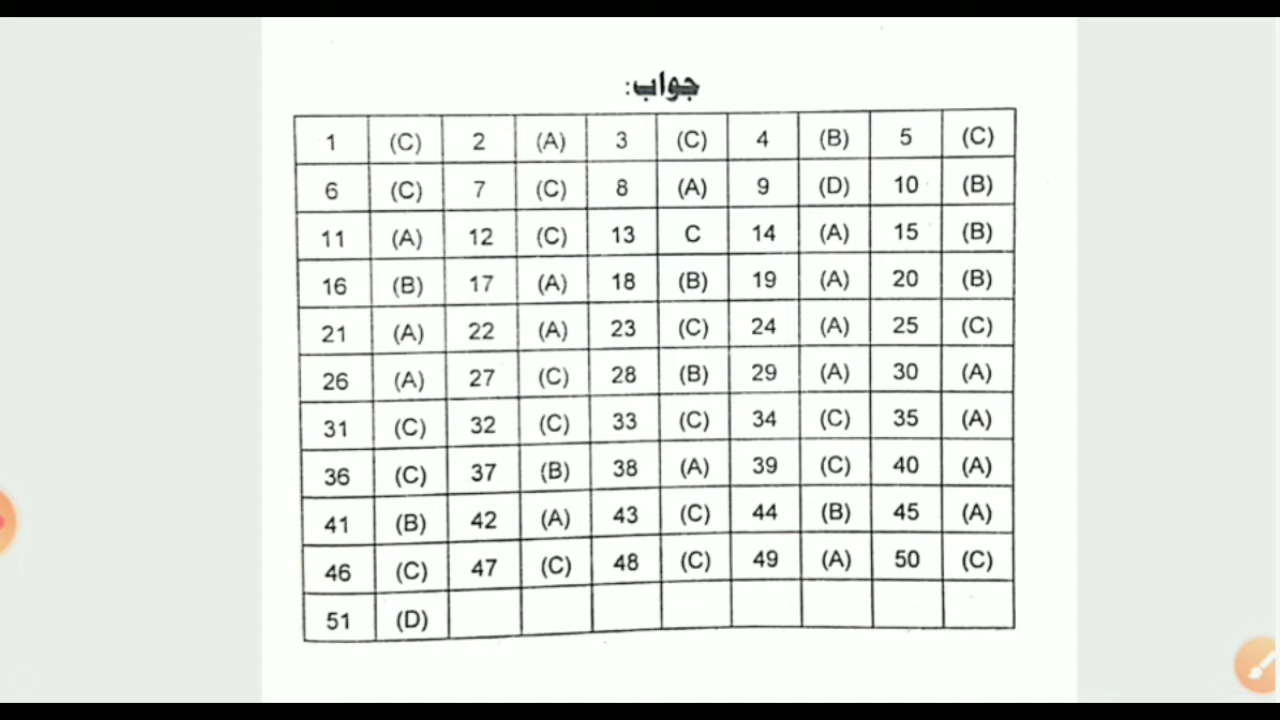 جواب:
1 (C) 2 (A) 3 (C) 4 (B) 5 (C)
6 (C) 7 (C) 8 (A) 9 (D) 10 (B)
11 (A) 12 (C) 13 C 14 (A) 15 (B)
16 (B) 17 (A) 18 (B) 19 (A) 20 (B)
21 (A) 22 (A) 23 (C) 24 (A) 25 (C)
26 (A) 27 (C) 28 (B) 29 (A) 30 (A)
31 (C) 32 (C) 33 (C) 34 (C) 35 (A)
36 (C) 37 (B) 38 (A) 39 (C) 40 (A)
41 (B) 42 (A) 43 (C) 44 (B) 45 (A)
46 (C) 47 (C) 48 (C) 49 (A) 50 (C)
51 (D)